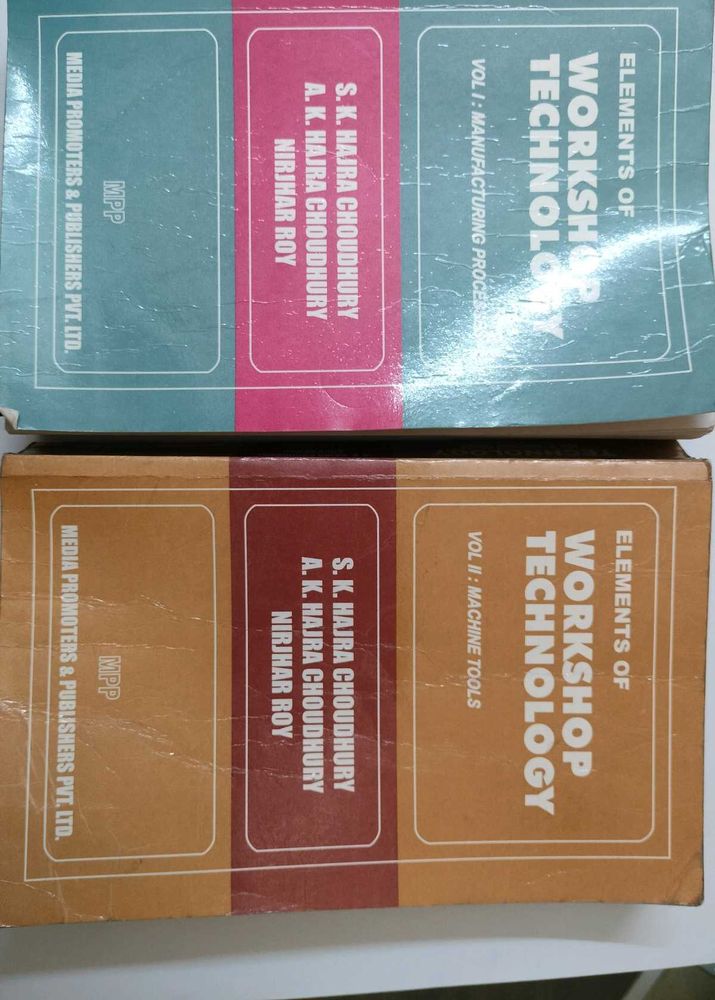 ELEMENTS OF
WORKSHOP
TECHNOLOGY
VOL I : MANUFACTURING PROCESSES
S. K. HAJRA CHOUDHURY
A. K. HAJRA CHOUDHURY
NIRJHAR ROY
MPP
MEDIA PROMOTERS & PUBLISHERS PVT. LTD.
ELEMENTS OF
WORKSHOP
TECHNOLOGY
VOL II : MACHINE TOOLS
S. K. HAJRA CHOUDHURY
A. K. HAJRA CHOUDHURY
NIRJHAR ROY
MPP
MEDIA PROMOTERS & PUBLISHERS PVT. LTD.